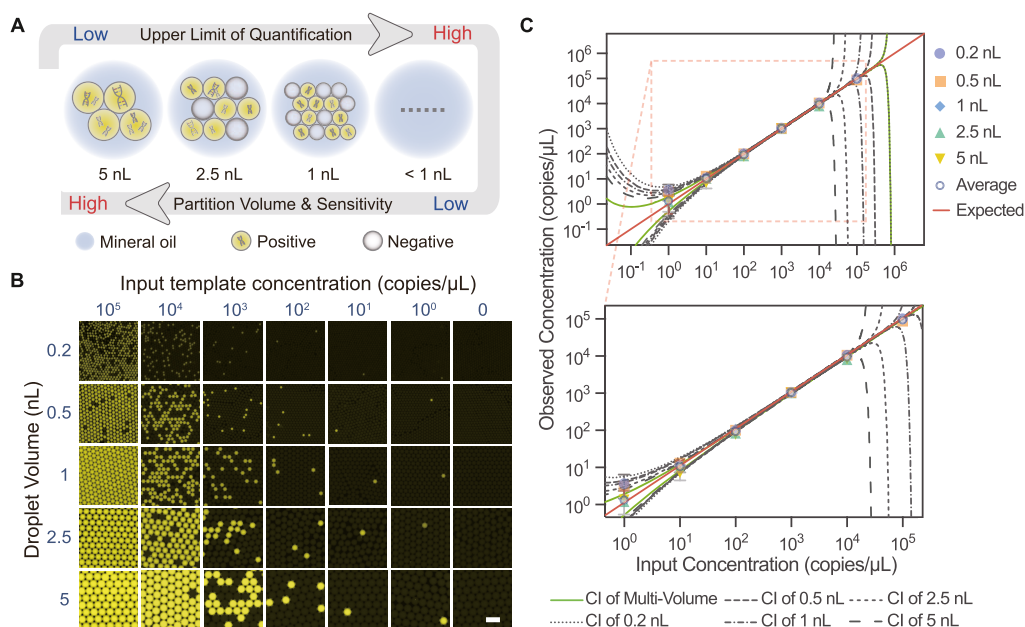 A
Low Upper Limit of Quantification High
5 nL 2.5 nL 1 nL < 1 nL
High Partition Volume & Sensitivity Low
Mineral oil Positive Negative
B
Input template concentration (copies/µL)
10⁵ 10⁴ 10³ 10² 10¹ 10⁰ 0
Droplet Volume (nL)
0.2
0.5
1
2.5
5
C
Observed Concentration (copies/µL)
10⁶
10⁵
10⁴
10³
10²
10¹
10⁰
10⁻¹
10⁻¹ 10⁰ 10¹ 10² 10³ 10⁴ 10⁵ 10⁶
0.2 nL
0.5 nL
1 nL
2.5 nL
5 nL
Average
Expected
10⁵
10⁴
10³
10²
10¹
10⁰
10⁰ 10¹ 10² 10³ 10⁴ 10⁵
Input Concentration (copies/µL)
CI of Multi-Volume CI of 0.5 nL CI of 2.5 nL
CI of 0.2 nL CI of 1 nL CI of 5 nL